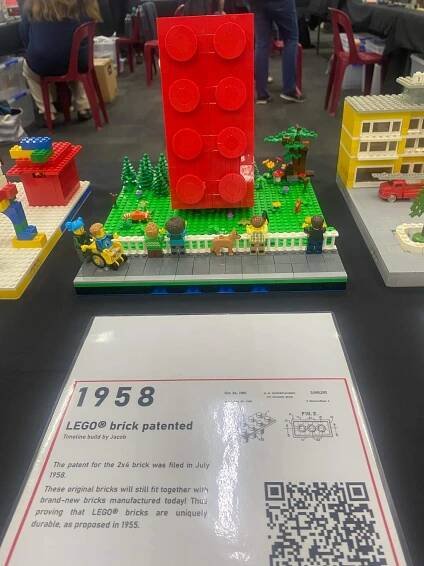 1958
LEGO® brick patented
Timeline build by Jacob
The patent for the 2x4 brick was filed in July
1958.
These original bricks will still fit together with
brand-new bricks manufactured today! Thus
proving that LEGO® bricks are uniquely
durable, as proposed in 1955.